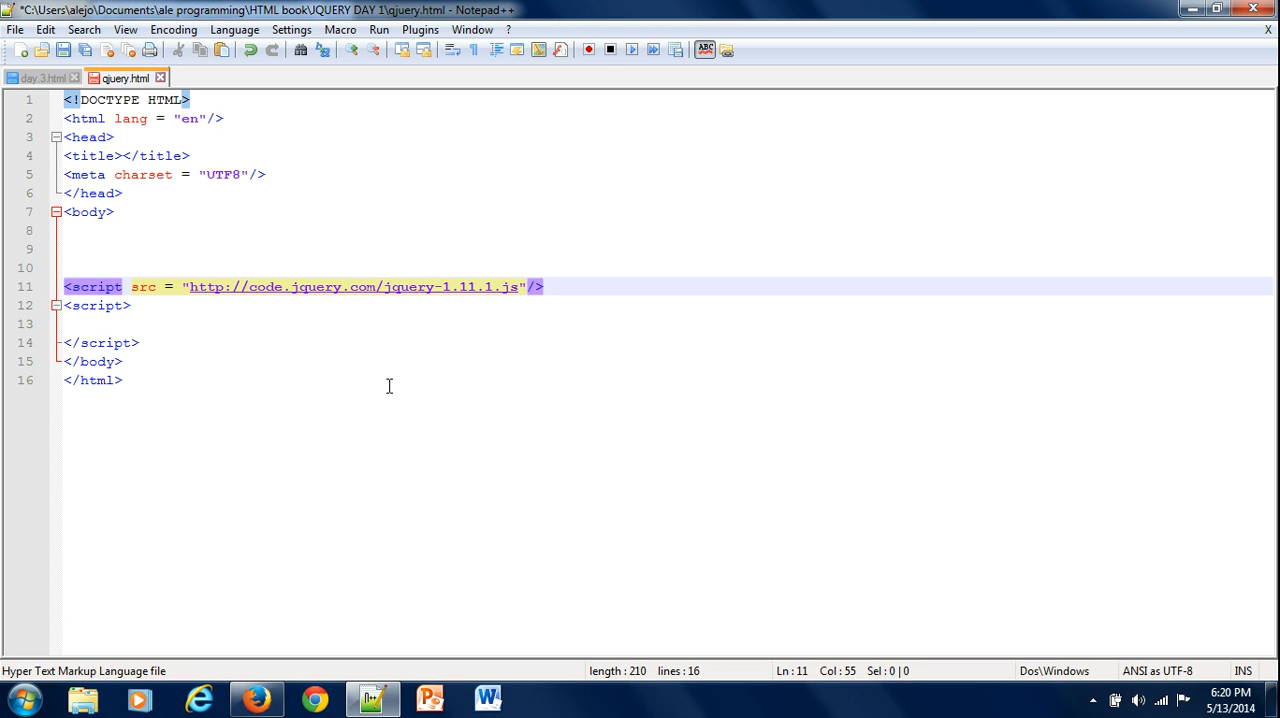 *C:\Users\alejo\Documents\ale programming\HTML book\JQUERY DAY 1\qjuery.html - Notepad++
File Edit Search View Encoding Language Settings Macro Run Plugins Window ? X
ABC
day.3.html qjuery.html
1 <!DOCTYPE HTML>
2 <html lang = "en"/>
3 <head>
4 <title></title>
5 <meta charset = "UTF8"/>
6 </head>
7 <body>
8
9
10
11 <script src = "http://code.jquery.com/jquery-1.11.1.js"/>
12 <script>
13
14 </script>
15 </body>
16 </html>
Hyper Text Markup Language file length : 210 lines : 16 Ln : 11 Col : 55 Sel : 0 | 0 Dos\Windows ANSI as UTF-8 INS
6:20 PM
5/13/2014